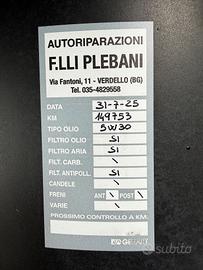 AUTORIPARAZIONI
F.LLI PLEBANI
Via Fantoni, 11 - VERDELLO (BG)
Tel. 035-4829558
DATA 31-7-25
KM 149753
TIPO OLIO 5W30
FILTRO OLIO SI
FILTRO ARIA SI
FILT. CARB. \
FILT. ANTIPOLL. SI
CANDELE \
FRENI ANT \ POST \
VARIE \
PROSSIMO CONTROLLO A KM.
subito